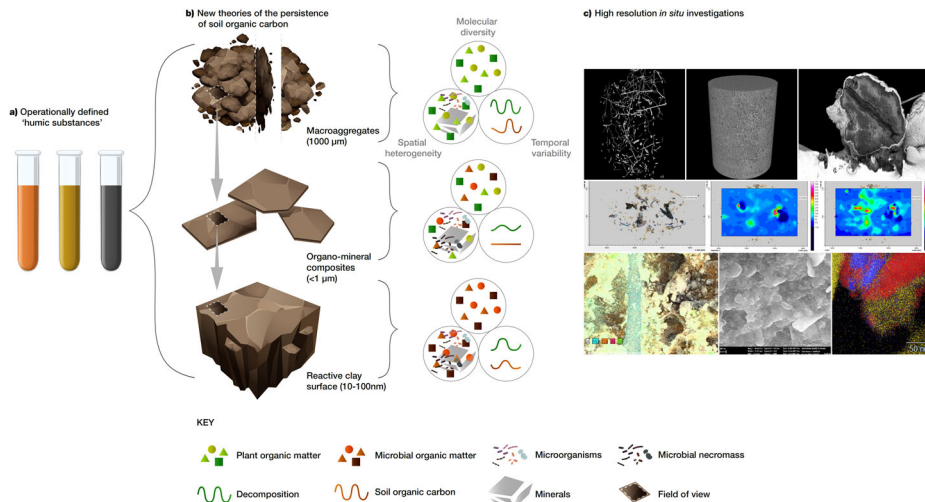 a) Operationally defined
'humic substances'
b) New theories of the persistence
of soil organic carbon
Macroaggregates
(1000 µm)
Organo-mineral
composites
(<1 µm)
Reactive clay
surface (10-100nm)
Molecular
diversity
Spatial
heterogeneity
Temporal
variability
c) High resolution in situ investigations
50 n
KEY
Plant organic matter
Microbial organic matter
Microorganisms
Microbial necromass
Decomposition
Soil organic carbon
Minerals
Field of view